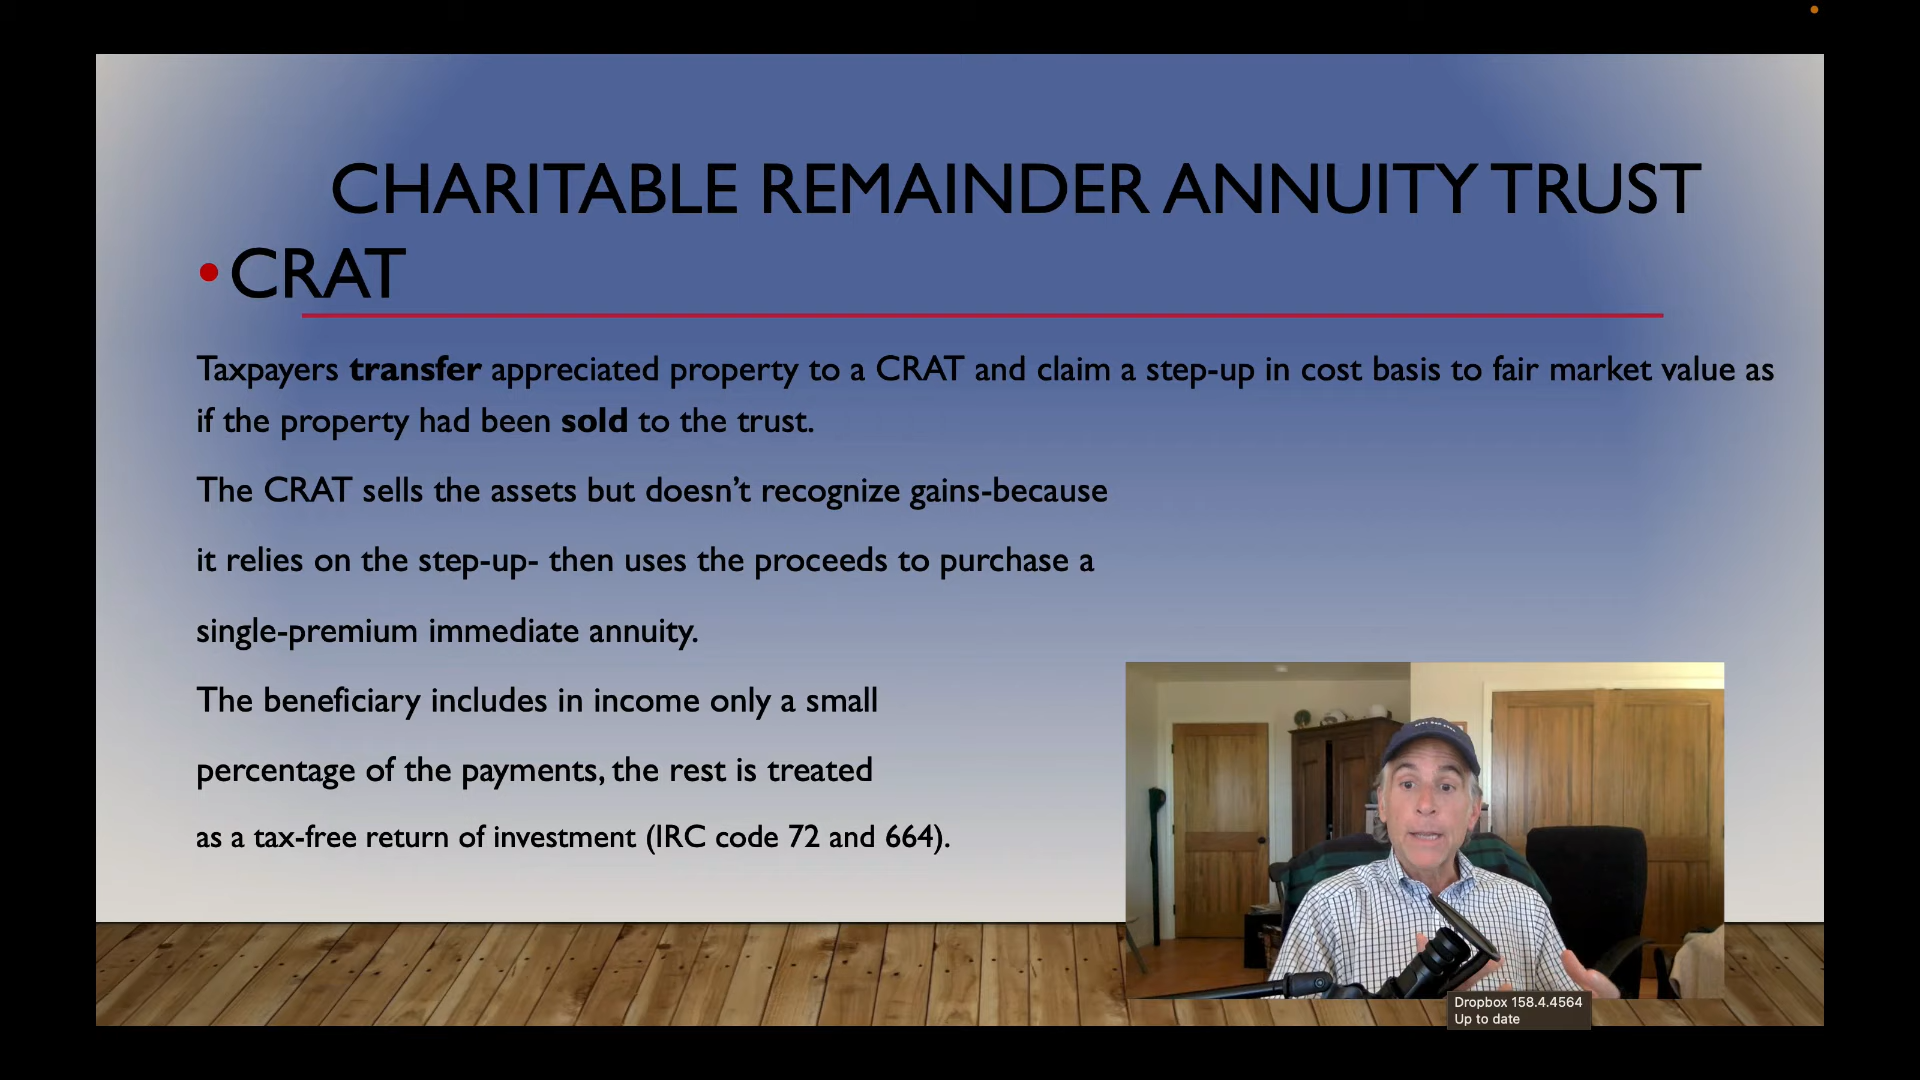 CHARITABLE REMAINDER ANNUITY TRUST
•CRAT
Taxpayers transfer appreciated property to a CRAT and claim a step-up in cost basis to fair market value as
if the property had been sold to the trust.
The CRAT sells the assets but doesn’t recognize gains-because
it relies on the step-up- then uses the proceeds to purchase a
single-premium immediate annuity.
The beneficiary includes in income only a small
percentage of the payments, the rest is treated
as a tax-free return of investment (IRC code 72 and 664).
Dropbox 158.4.4564
Up to date